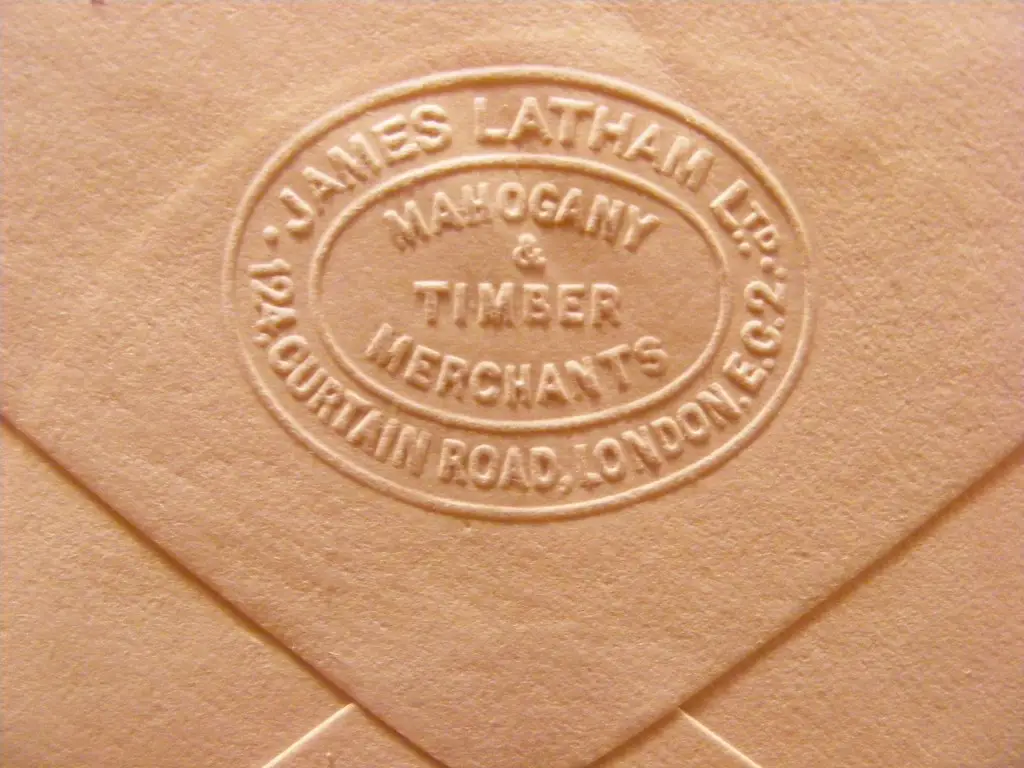 JAMES LATHAM LTD.
MAHOGANY
&
TIMBER
MERCHANTS
124, CURTAIN ROAD, LONDON, E.C.2.